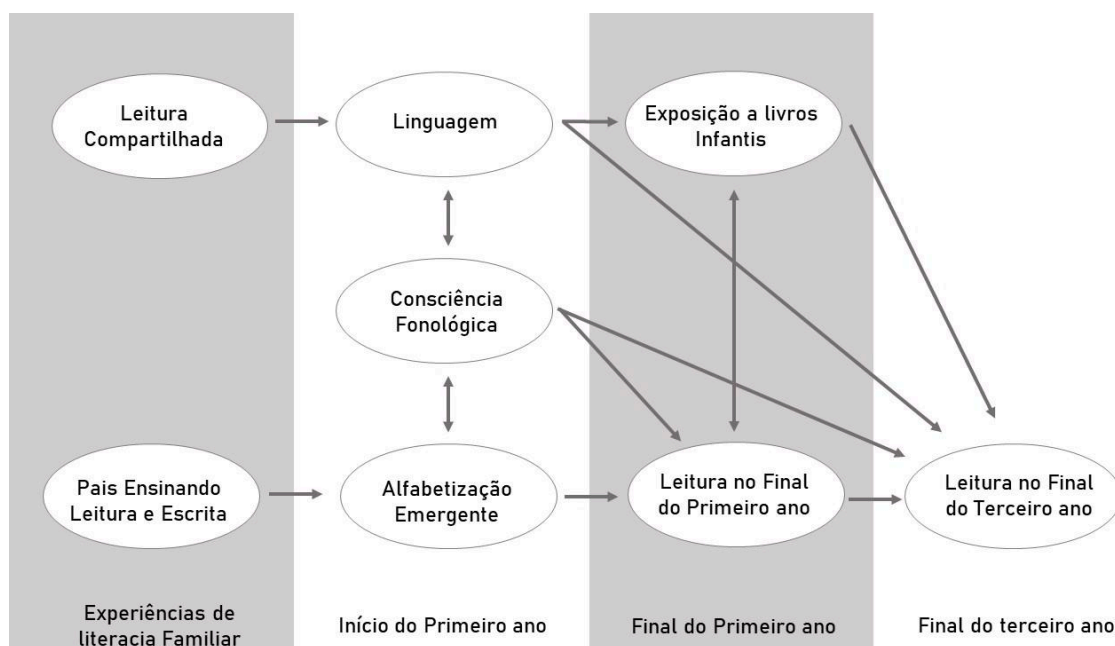 Leitura
Compartilhada
Linguagem
Exposição a livros
Infantis
Consciência
Fonológica
Pais Ensinando
Leitura e Escrita
Alfabetização
Emergente
Leitura no Final
do Primeiro ano
Leitura no Final
do Terceiro ano
Experiências de
literacia Familiar
Início do Primeiro ano
Final do Primeiro ano
Final do terceiro ano